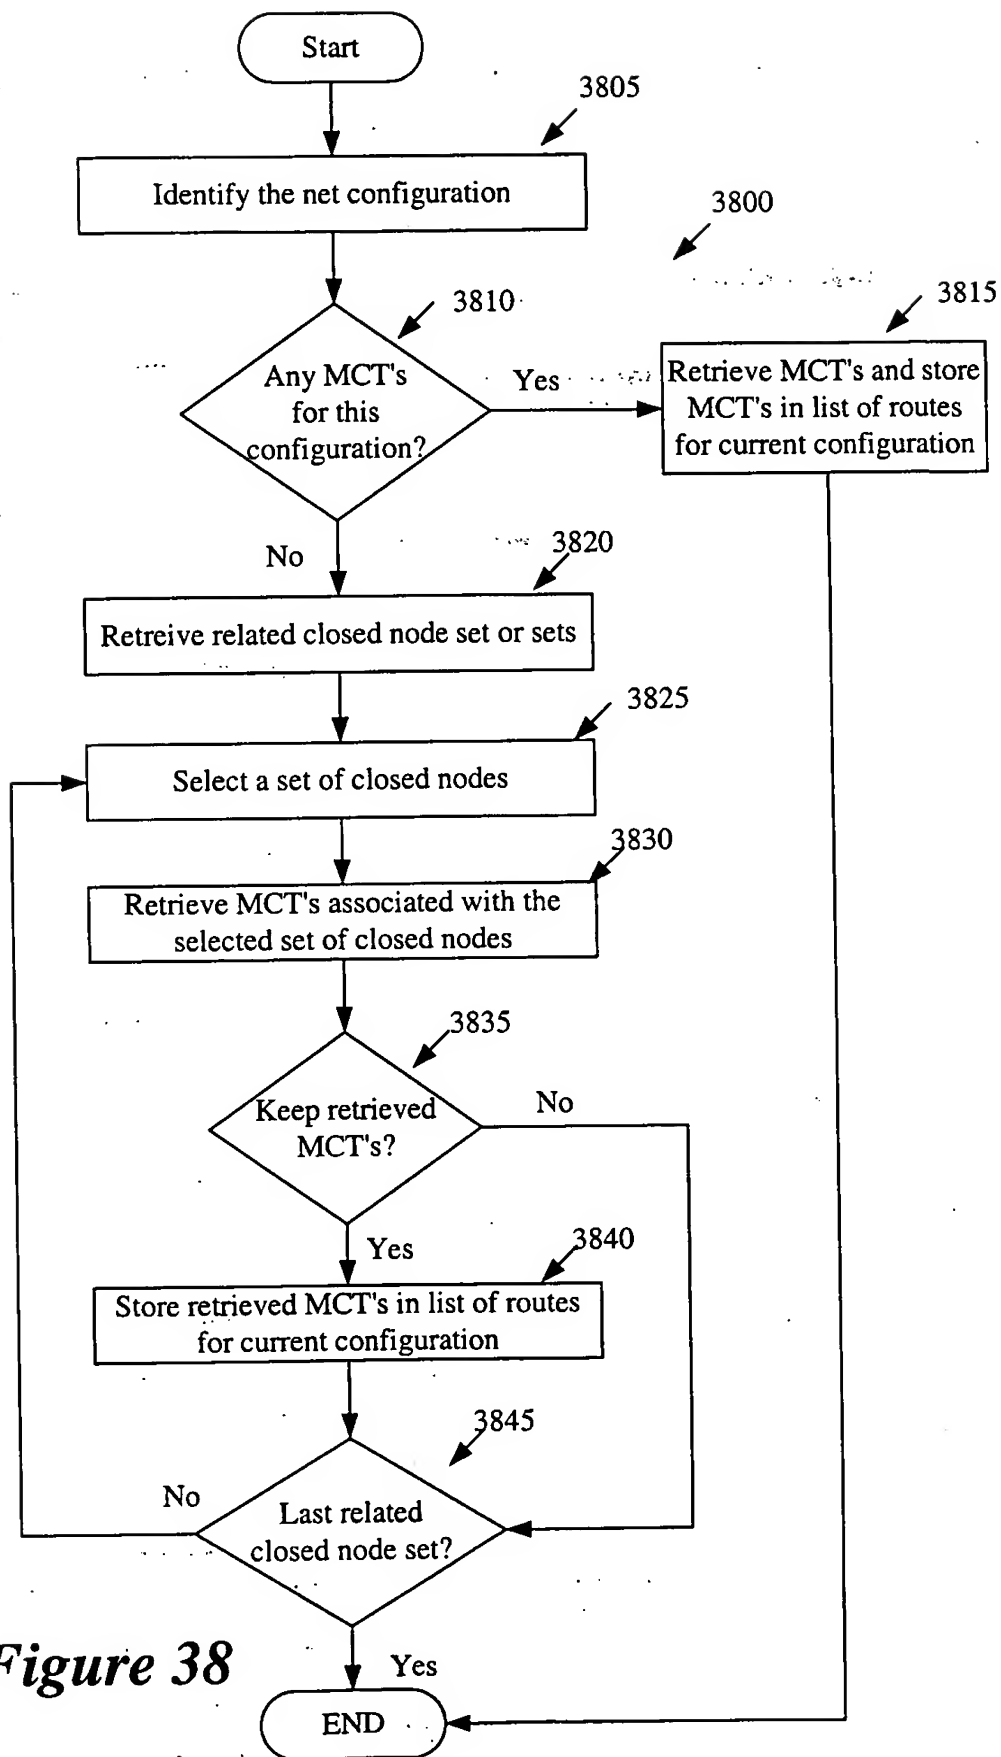 Start
3805
Identify the net configuration
3800
3810
3815
Any MCT's
for this
configuration?
Yes
Retrieve MCT's and store
MCT's in list of routes
for current configuration
No
3820
Retreive related closed node set or sets
3825
Select a set of closed nodes
3830
Retrieve MCT's associated with the
selected set of closed nodes
3835
Keep retrieved
MCT's?
No
Yes
3840
Store retrieved MCT's in list of routes
for current configuration
3845
No
Last related
closed node set?
Figure 38
Yes
END